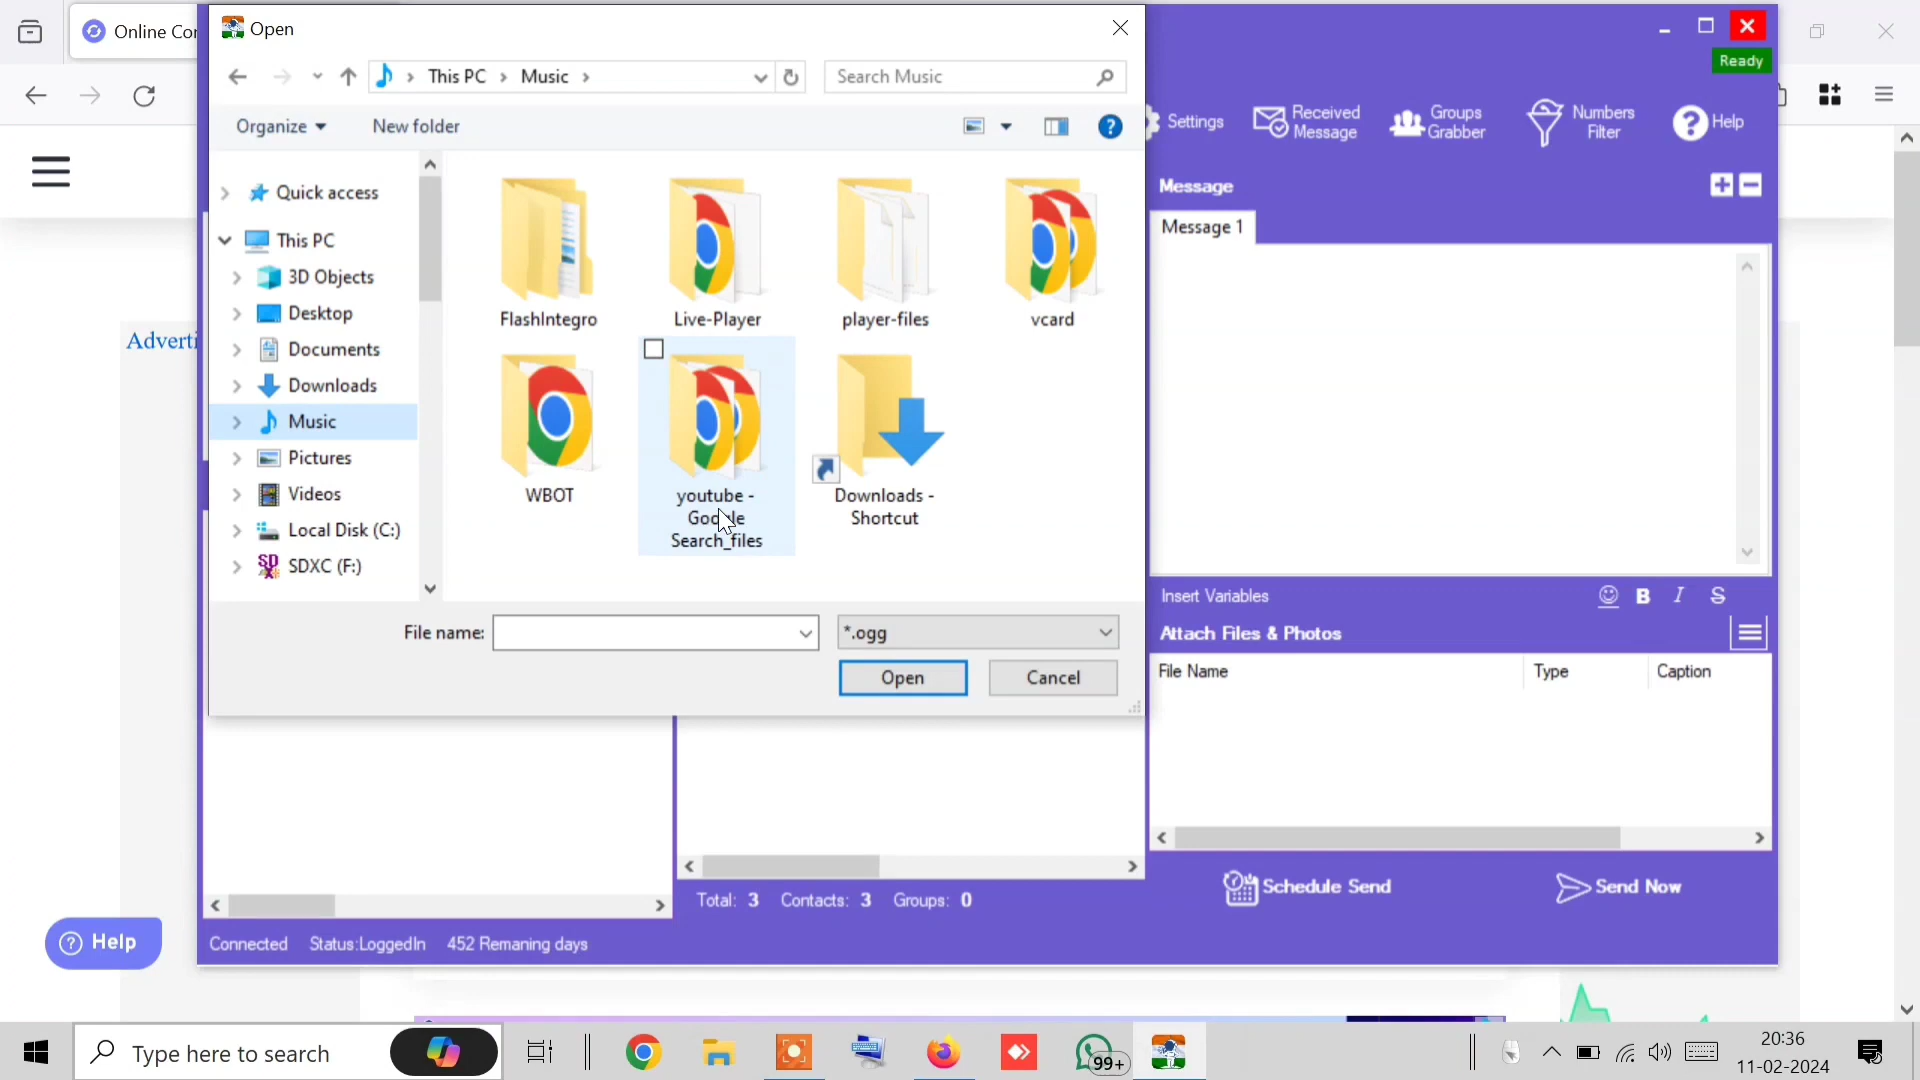 Online Con
Open
Ready
This PC
Music
Search Music
Organize
New folder
Settings
Received
Message
Groups
Grabber
Numbers
Filter
Help
Quick access
This PC
3D Objects
Desktop
Documents
Downloads
Music
Pictures
Videos
Local Disk (C:)
SDXC (F:)
FlashIntegro
Live-Player
player-files
vcard
WBOT
youtube -
Google
Search_files
Downloads -
Shortcut
Message
Message 1
Adverti
Insert Variables
B I S
File name:
*.ogg
Open
Cancel
Attach Files & Photos
File Name
Type
Caption
Total: 3 Contacts: 3 Groups: 0
Schedule Send
Send Now
Help
Connected Status:LoggedIn 452 Remaning days
Type here to search
99+
20:36
11-02-2024